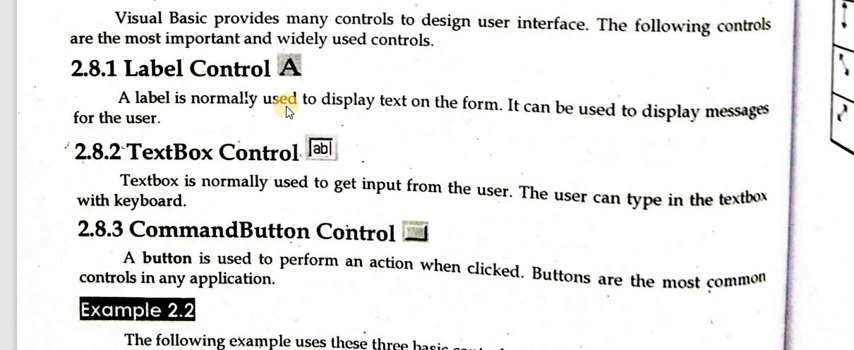 Visual Basic provides many controls to design user interface. The following controls
are the most important and widely used controls.
2.8.1 Label Control A
A label is normally used to display text on the form. It can be used to display messages
for the user.
2.8.2 TextBox Control abl
Textbox is normally used to get input from the user. The user can type in the textbox
with keyboard.
2.8.3 CommandButton Control
A button is used to perform an action when clicked. Buttons are the most common
controls in any application.
Example 2.2
The following example uses these three basic